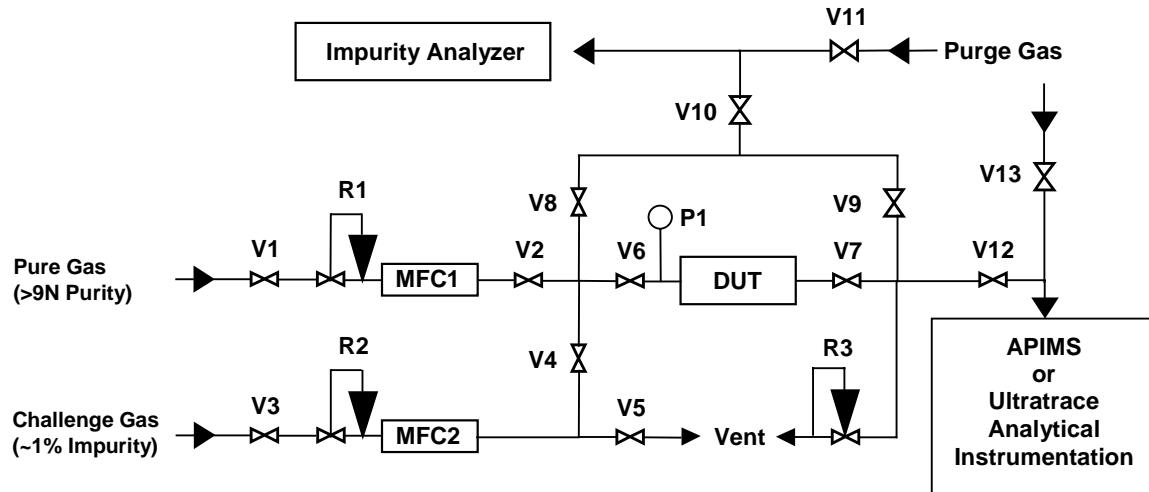 V11
Impurity Analyzer
Purge Gas
V10
V13
R1
V8
P1
V9
V1
V2
V6
V7
V12
Pure Gas
(>9N Purity)
MFC1
DUT
R2
V4
R3
APIMS
or
Ultratrace
Analytical
Instrumentation
V3
V5
Challenge Gas
(~1% Impurity)
MFC2
Vent